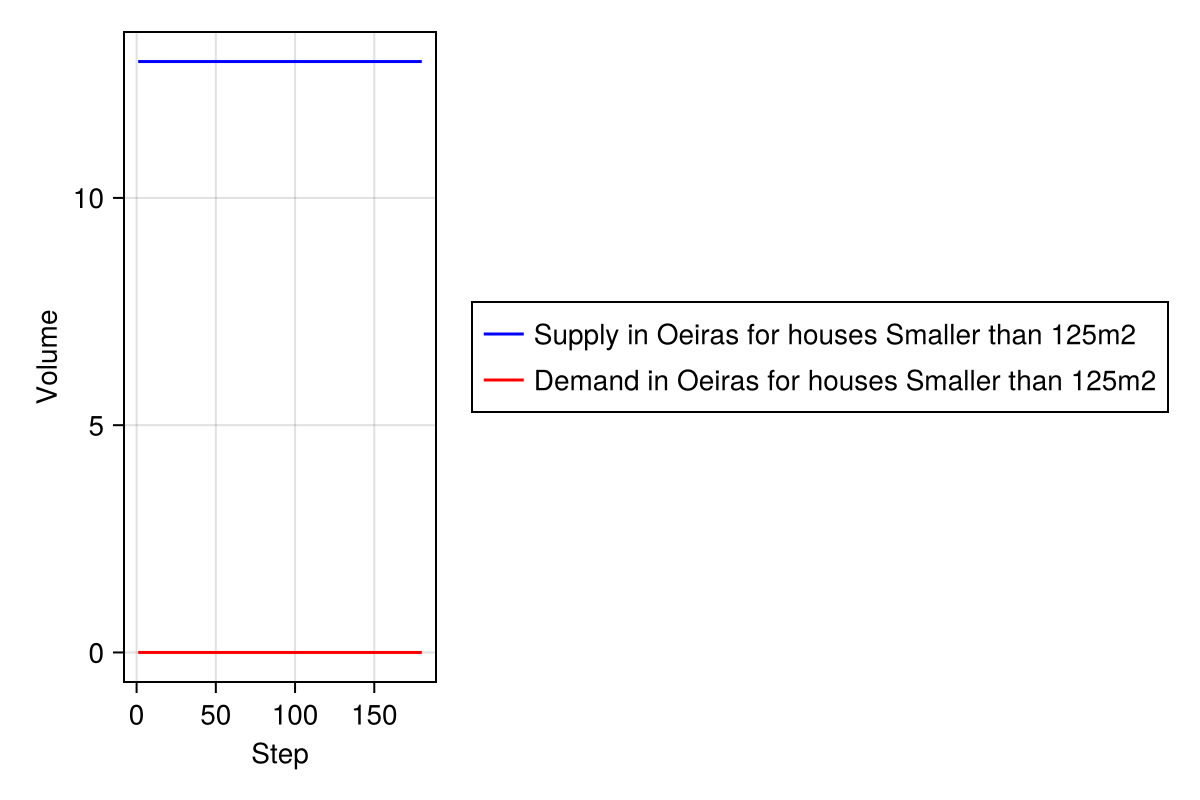 Volume
10
5
0
0 50 100 150
Step
Supply in Oeiras for houses Smaller than 125m2
Demand in Oeiras for houses Smaller than 125m2